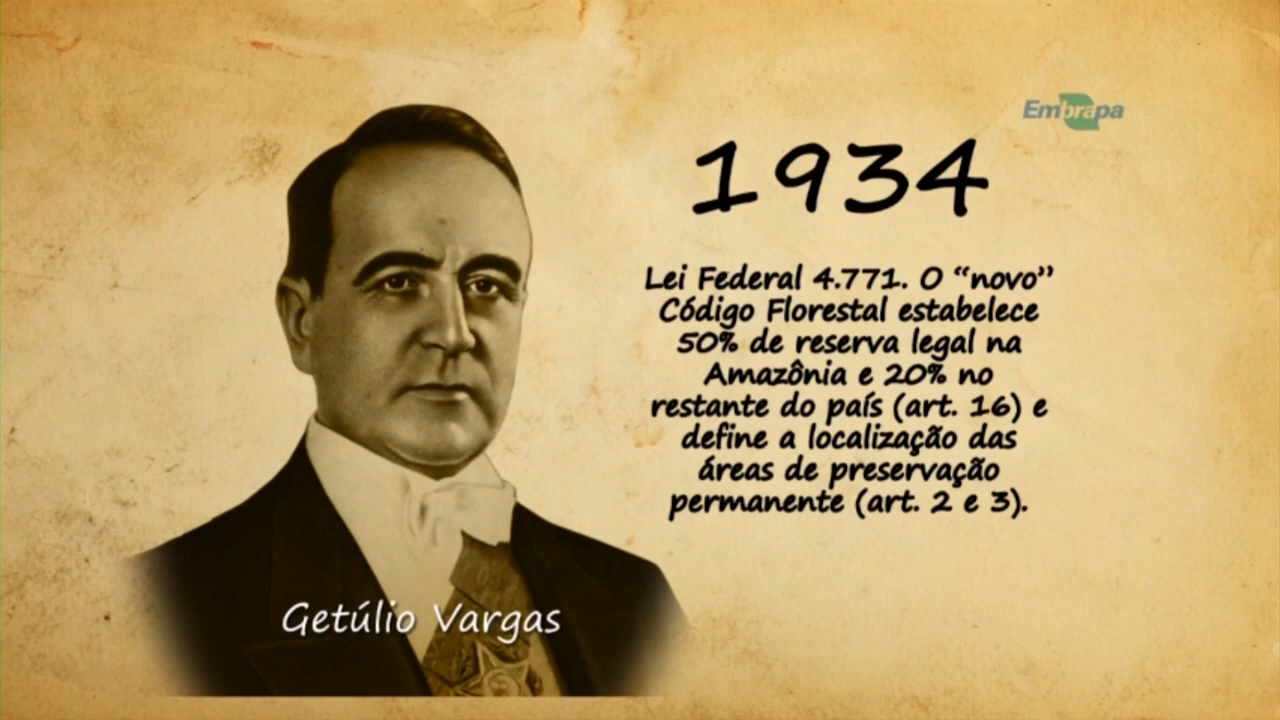 Embrapa
1934
Lei Federal 4.771. O “novo”
Código Florestal estabelece
50% de reserva legal na
Amazônia e 20% no
restante do país (art. 16) e
define a localização das
áreas de preservação
permanente (art. 2 e 3).
Getúlio Vargas